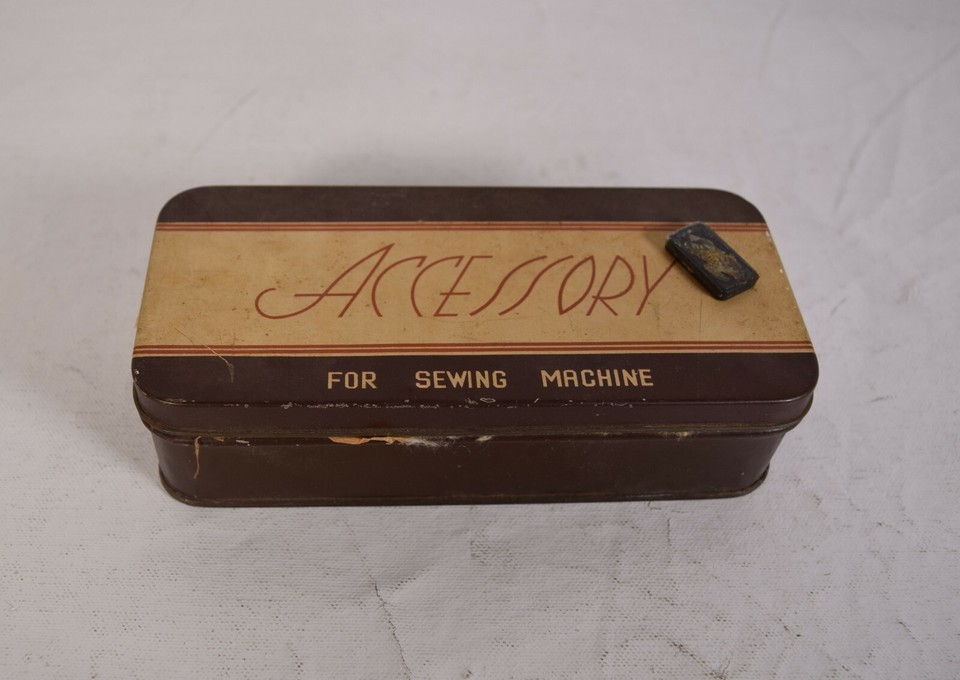 ACCESSORY
FOR SEWING MACHINE